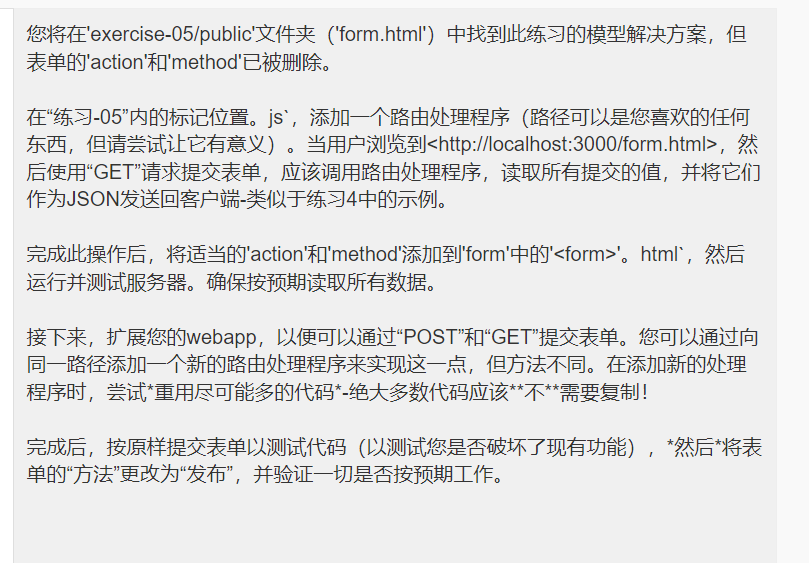 您将在'exercise-05/public'文件夹（'form.html'）中找到此练习的模型解决方案，但
表单的'action'和'method'已被删除。
在“练习-05”内的标记位置。js`，添加一个路由处理程序（路径可以是您喜欢的任何
东西，但请尝试让它有意义）。当用户浏览到<http://localhost:3000/form.html>，然
后使用“GET”请求提交表单，应该调用路由处理程序，读取所有提交的值，并将它们
作为JSON发送回客户端-类似于练习4中的示例。
完成此操作后，将适当的'action'和'method'添加到'form'中的'<form>'。html`，然后
运行并测试服务器。确保按预期读取所有数据。
接下来，扩展您的webapp，以便可以通过“POST”和“GET”提交表单。您可以通过向
同一路径添加一个新的路由处理程序来实现这一点，但方法不同。在添加新的处理
程序时，尝试*重用尽可能多的代码*-绝大多数代码应该**不**需要复制！
完成后，按原样提交表单以测试代码（以测试您是否破坏了现有功能），*然后*将表
单的“方法”更改为“发布”，并验证一切是否按预期工作。